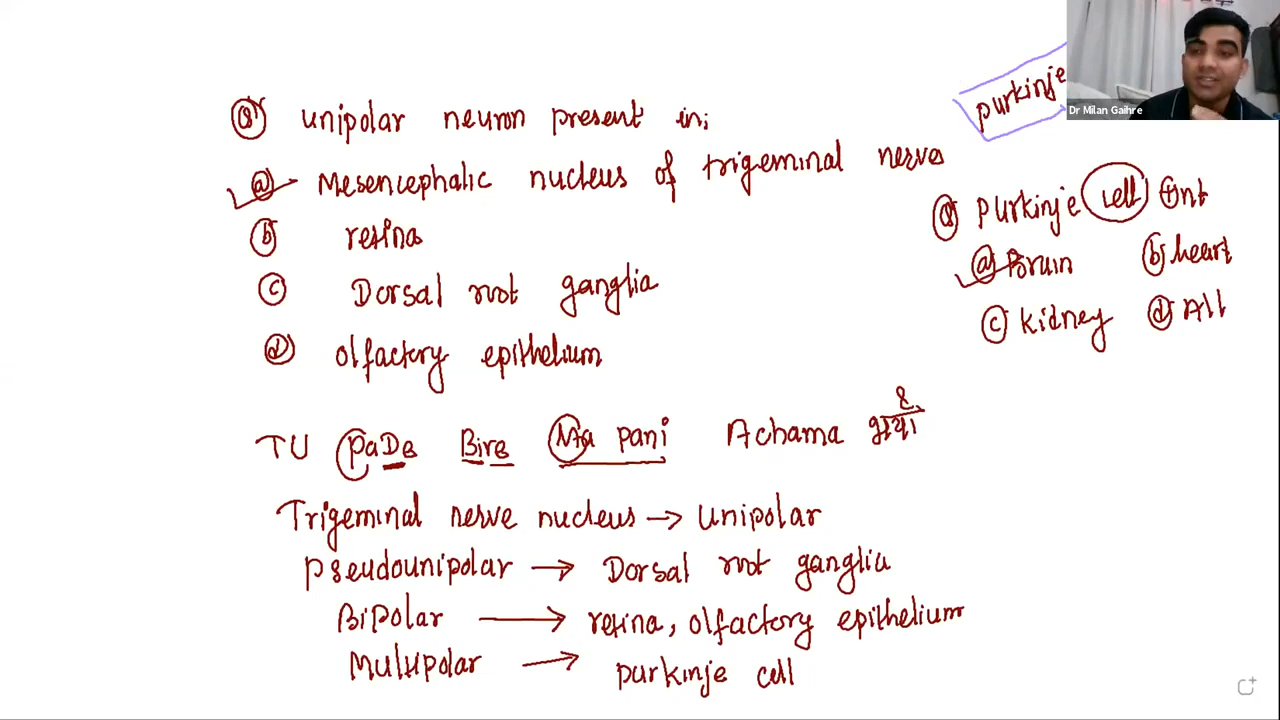 Q unipolar neuron present in;
a Mesencephalic nucleus of trigeminal nerve
b retina
c Dorsal root ganglia
d olfactory epithelium
TU PaDe Bire Ma pani Achama
Trigeminal nerve nucleus → Unipolar
Pseudounipolar → Dorsal root ganglia
Bipolar → retina, olfactory epithelium
Multipolar → purkinje cell
purkinje
Dr Milan Gaihre
Q Purkinje cell
a Brain b heart
c kidney d All